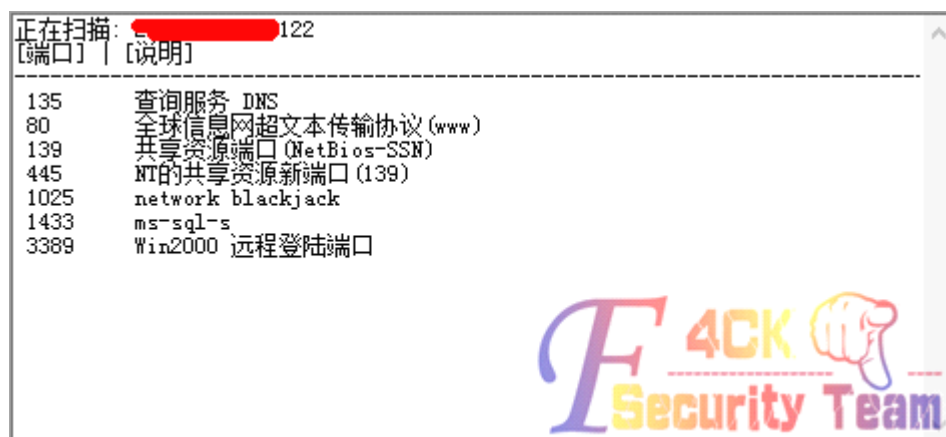 正在扫描: 122
[端口] | [说明]
135 查询服务 DNS
80 全球信息网超文本传输协议(www)
139 共享资源端口(NetBios-SSN)
445 NT的共享资源新端口(139)
1025 network blackjack
1433 ms-sql-s
3389 Win2000 远程登陆端口
F4CK
Security Team